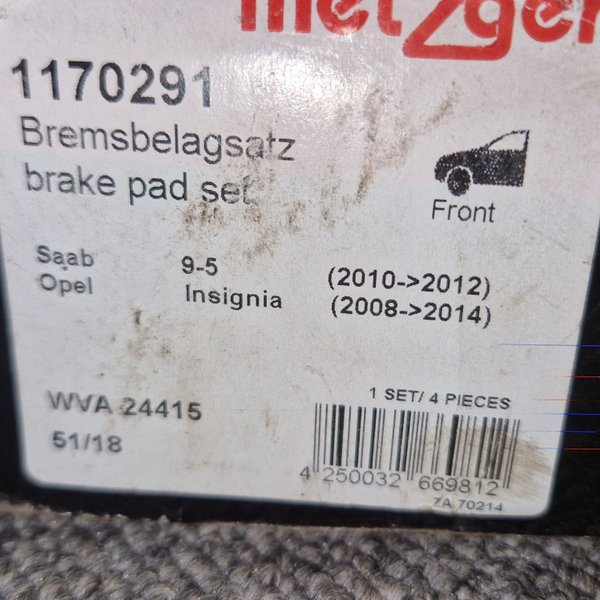 metzger
1170291
Bremsbelagsatz
brake pad set
Front
Saab 9-5 (2010->2012)
Opel Insignia (2008->2014)
WVA 24415
1 SET/ 4 PIECES
51/18
4 250032 669812
ZA 70214